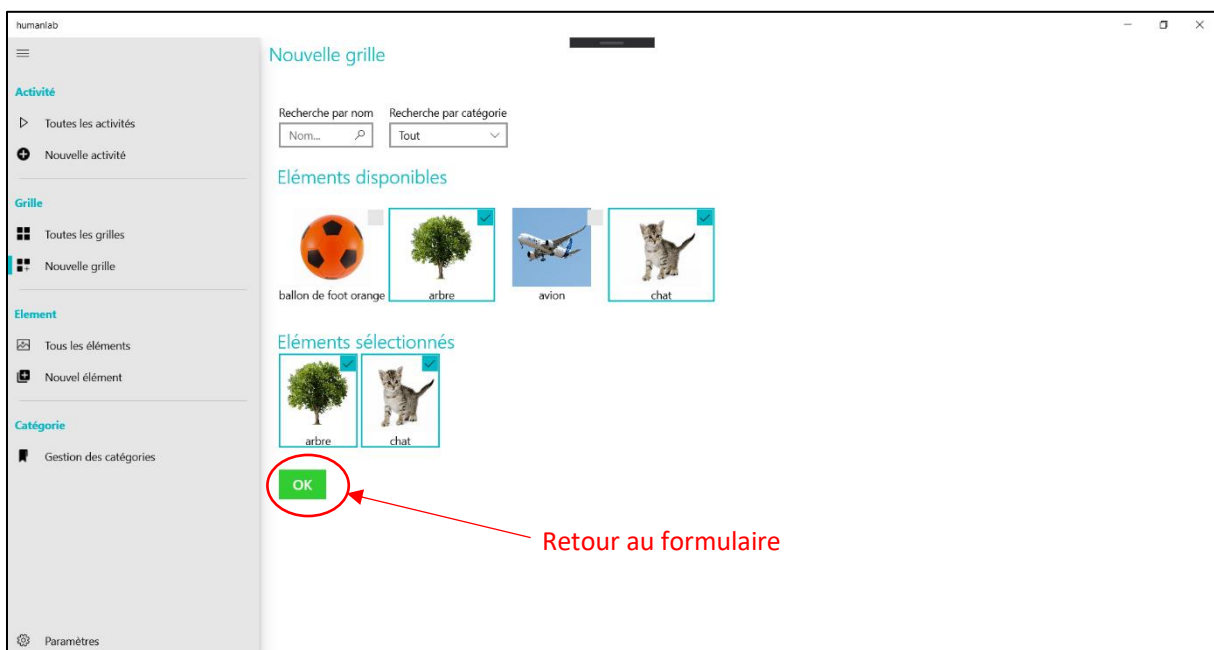 humanlab
Activité
Toutes les activités
Nouvelle activité
Grille
Toutes les grilles
Nouvelle grille
Element
Tous les éléments
Nouvel élément
Catégorie
Gestion des catégories
Paramètres
Nouvelle grille
Recherche par nom Recherche par catégorie
Nom... Tout
Eléments disponibles
ballon de foot orange arbre avion chat
Eléments sélectionnés
arbre chat
OK
Retour au formulaire